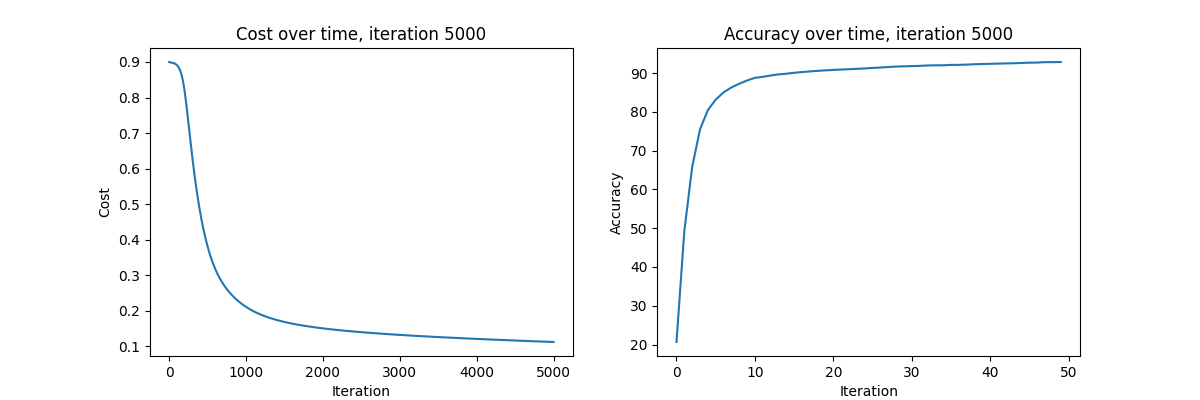 Cost over time, iteration 5000
0.9
0.8
0.7
0.6
0.5
0.4
0.3
0.2
0.1
Cost
0 1000 2000 3000 4000 5000
Iteration
Accuracy over time, iteration 5000
90
80
70
60
50
40
30
20
Accuracy
0 10 20 30 40 50
Iteration